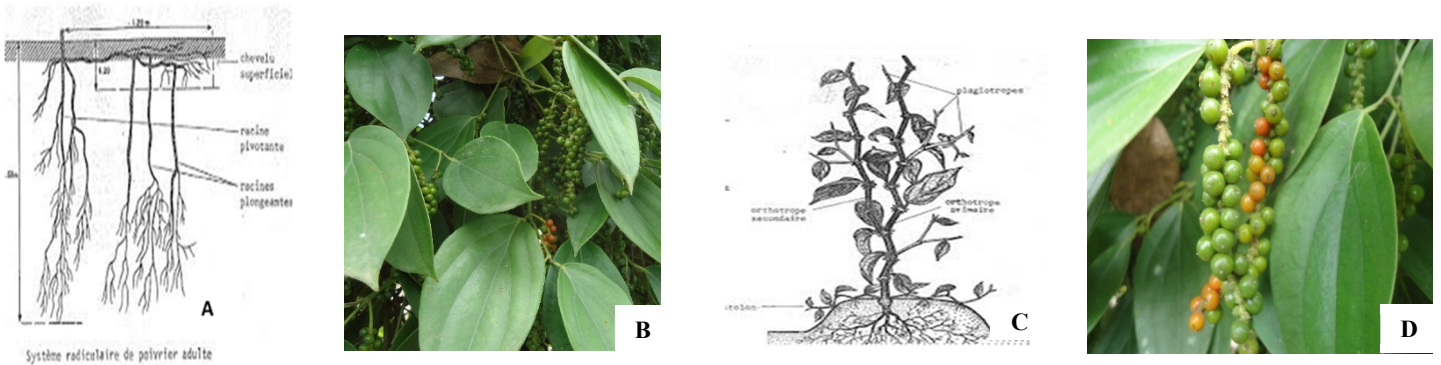 1.20 m
0.20
chevelu
superficiel
racine
pivotante
racines
plongeantes
A
Système radiculaire de poivrier adulte
B
plagiotropes
orthotrope
secondaire
orthotrope
primaire
C
D